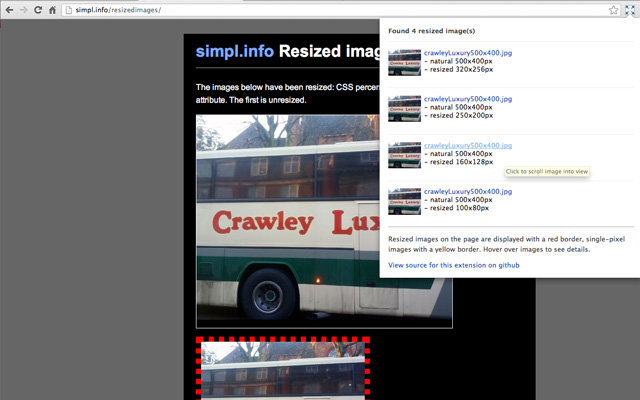 simpl.info/resizedimages/
simpl.info Resized imag
The images below have been resized: CSS percen
attribute. The first is unresized.
Crawley Lux
Found 4 resized image(s)
crawleyLuxury500x400.jpg
- natural 500x400px
- resized 320x256px
crawleyLuxury500x400.jpg
- natural 500x400px
- resized 250x200px
crawleyLuxury500x400.jpg
- natural 500x400px
- resized 160x128px
Click to scroll image into view
crawleyLuxury500x400.jpg
- natural 500x400px
- resized 100x80px
Resized images on the page are displayed with a red border, single-pixel
images with a yellow border. Hover over images to see details.
View source for this extension on github